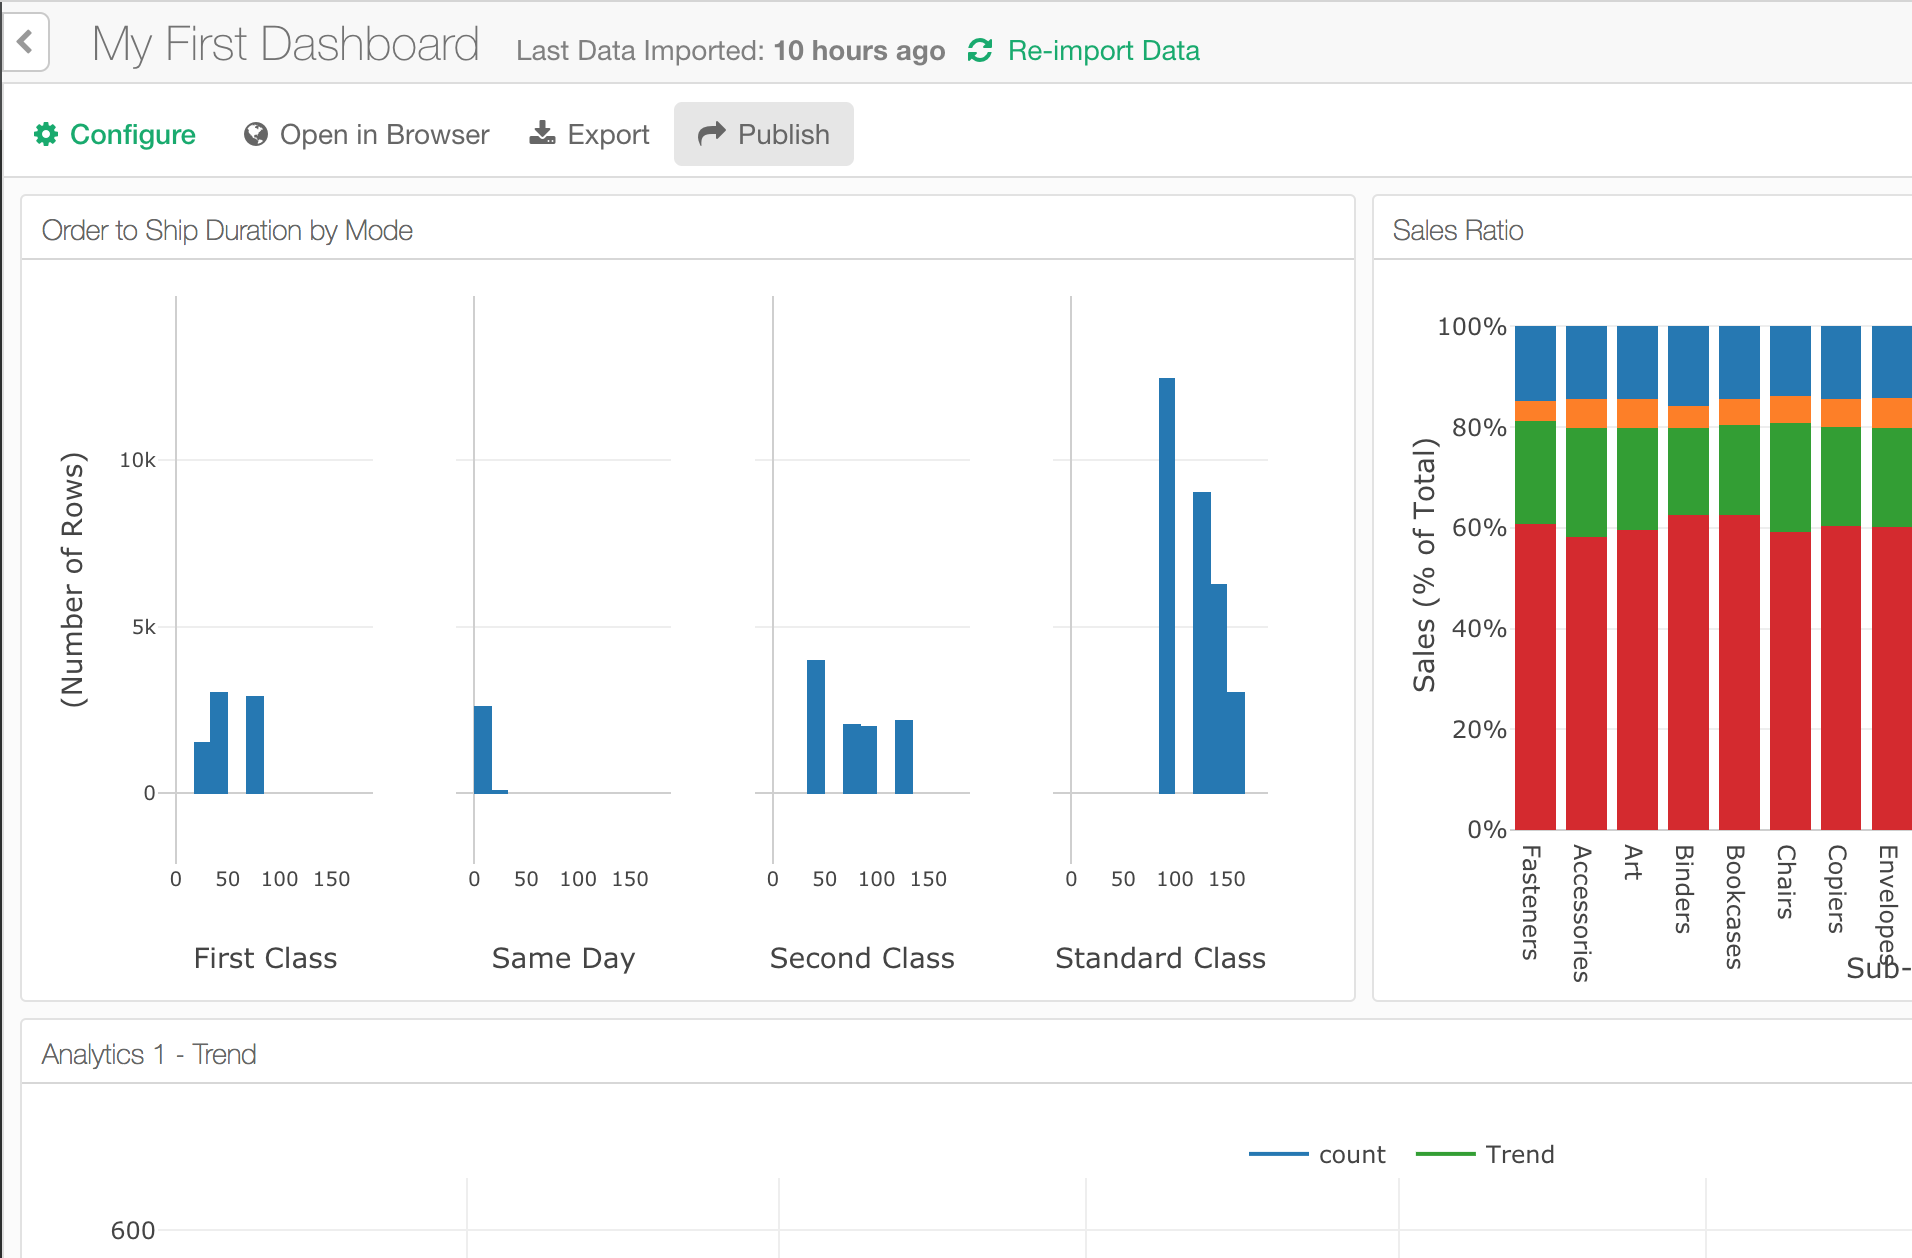 My First Dashboard Last Data Imported: 10 hours ago Re-import Data
Configure Open in Browser Export Publish
Order to Ship Duration by Mode
(Number of Rows)
10k
5k
0
0 50 100 150
0 50 100 150
0 50 100 150
0 50 100 150
First Class Same Day Second Class Standard Class
Sales Ratio
Sales (% of Total)
100%
80%
60%
40%
20%
0%
Fasteners
Accessories
Art
Binders
Bookcases
Chairs
Copiers
Envelopes
Sub-
Analytics 1 - Trend
count Trend
600